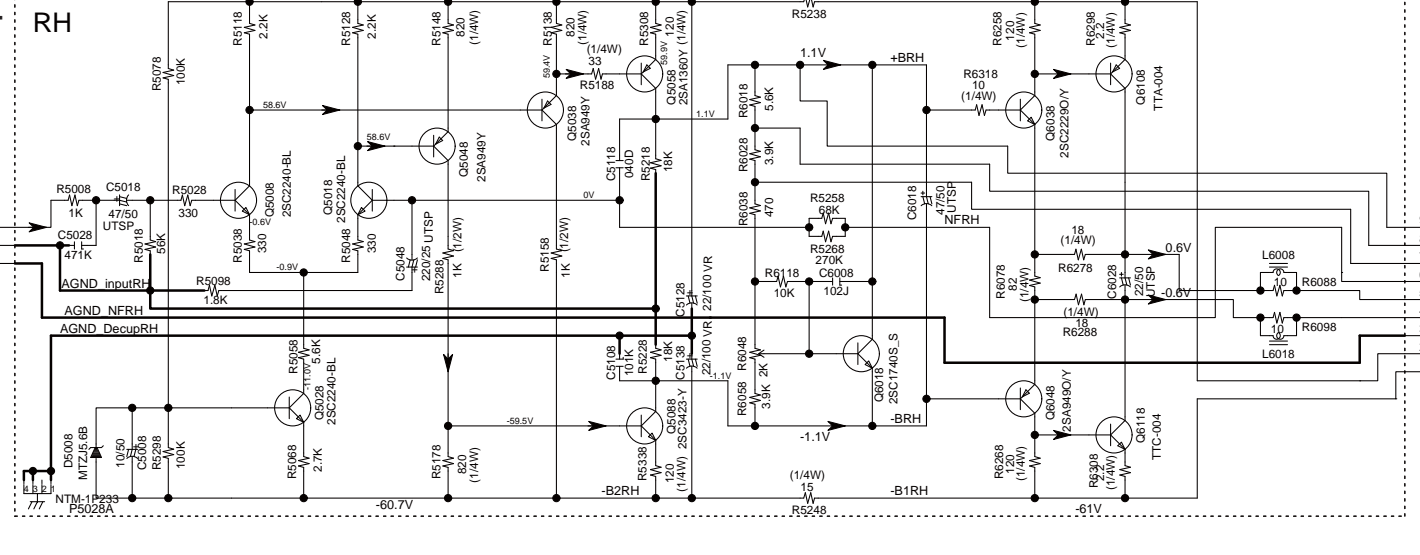 RH
R5118
2.2K
R5128
2.2K
R5148
820
(1/4W)
R5138
820
(1/4W)
R5308
120
(1/4W)
R5238
R6258
120
(1/4W)
R6298
2.2
(1/4W)
R5078
100K
59.4V
(1/4W)
33
R5188
59.9V
Q5058
2SA1360Y
1.1V
+BRH
R6318
10
(1/4W)
Q6108
TTA-004
58.6V
Q5038
2SA949Y
1.1V
R6018
5.6K
Q6038
2SC2229O/Y
58.6V
Q5048
2SA949Y
C5118
040D
R5218
18K
R6028
3.9K
R5008
1K
C5018
47/50
UTSP
R5028
330
Q5008
2SC2240-BL
Q5018
2SC2240-BL
0V
R6038
470
R5258
68K
R5268
270K
C6018
47/50
UTSP
NFRH
C5028
471K
R5018
56K
-0.6V
R5038
330
R5048
330
C5048
220/25 UTSP
R5288
1K
(1/2W)
R5158
1K
(1/2W)
18
(1/4W)
R6278
0.6V
-0.9V
AGND_inputRH
R5098
1.8K
C5128
22/100 VR
R6118
10K
C6008
102J
R6078
82
(1/4W)
C6028
22/50
UTSP
-0.6V
L6008
10
R6088
AGND_NFRH
(1/4W)
18
R6288
10
R6098
L6018
AGND_DecupRH
R5058
5.6K
-11.0V
C5108
101K
R5228
18K
C5138
22/100 VR
-1.1V
R6048
2K
Q6018
2SC1740S_S
Q5028
2SC2240-BL
R6058
3.9K
Q6048
2SA949O/Y
-59.5V
Q5088
2SC3423-Y
-1.1V
-BRH
Q6118
TTC-004
D5008
MTZJ5.6B
10/50
C5008
R5298
100K
R5068
2.7K
R5178
820
(1/4W)
R5338
120
(1/4W)
(1/4W)
15
R5248
R6268
120
(1/4W)
R6308
2.2
(1/4W)
4 3 2 1
NTM-1P233
P5028A
-60.7V
-B2RH
-B1RH
-61V